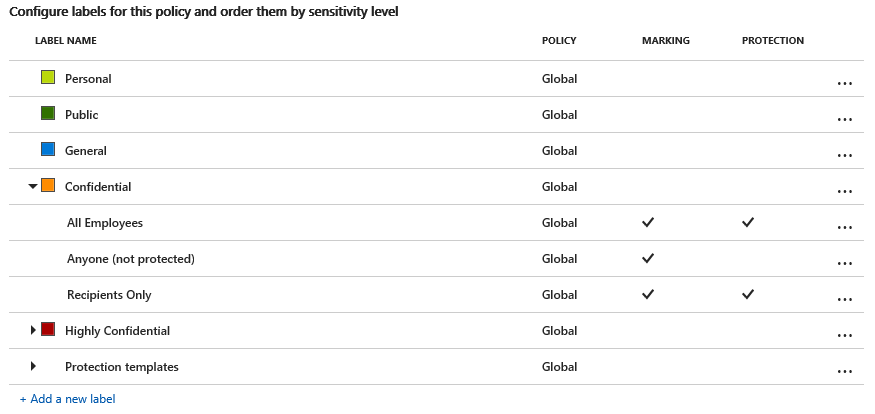 Configure labels for this policy and order them by sensitivity level
LABEL NAME POLICY MARKING PROTECTION
Personal Global ...
Public Global ...
General Global ...
Confidential Global ...
All Employees Global ...
Anyone (not protected) Global ...
Recipients Only Global ...
Highly Confidential Global ...
Protection templates Global ...
+ Add a new label